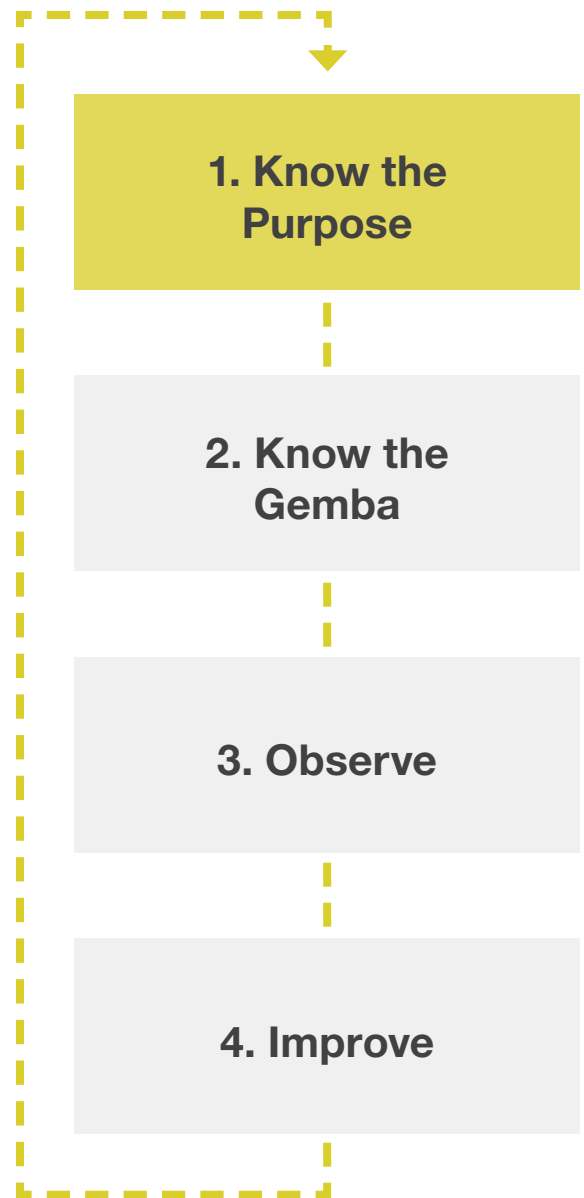 1. Know the
Purpose
2. Know the
Gemba
3. Observe
4. Improve